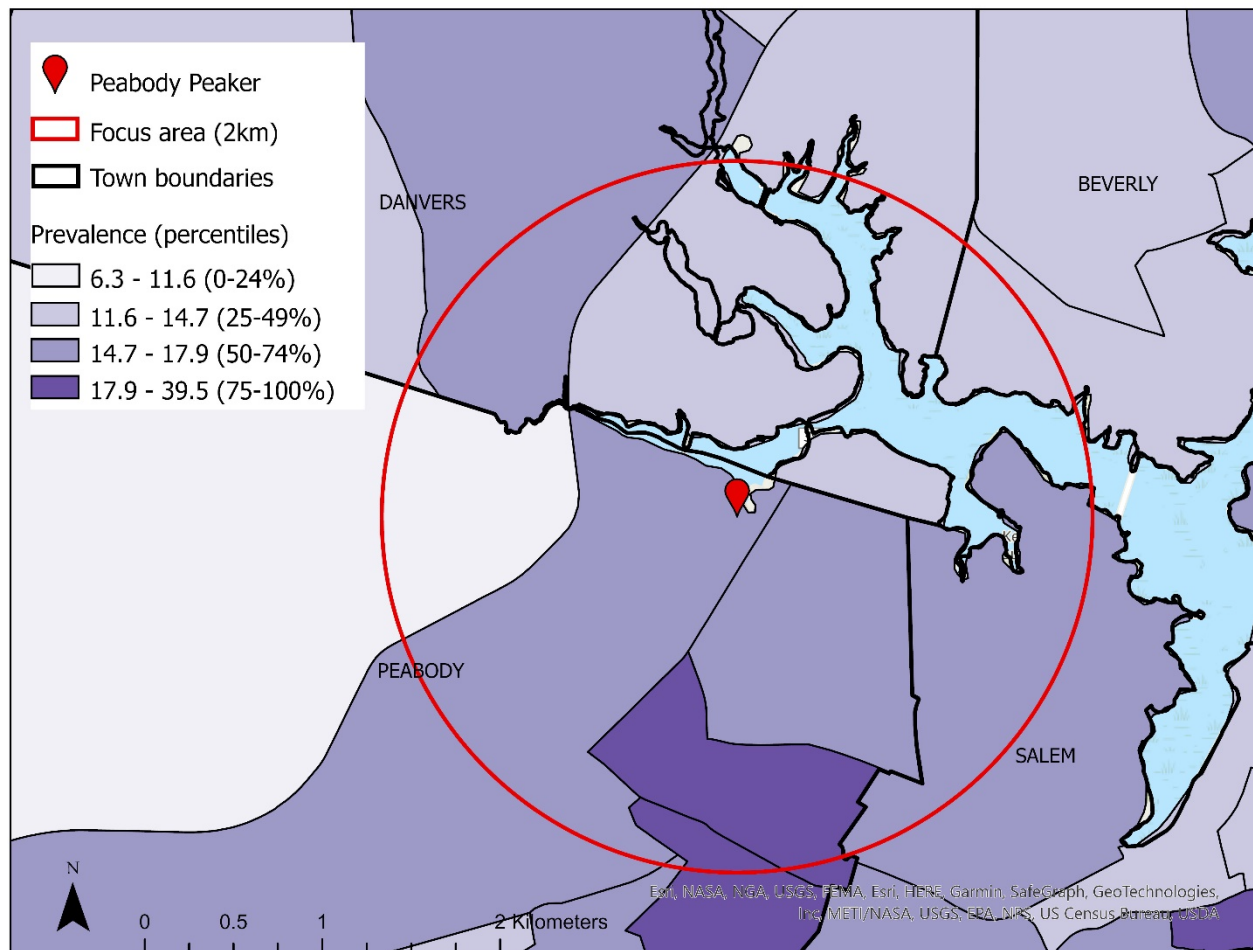 Peabody Peaker
Focus area (2km)
Town boundaries
Prevalence (percentiles)
6.3 - 11.6 (0-24%)
11.6 - 14.7 (25-49%)
14.7 - 17.9 (50-74%)
17.9 - 39.5 (75-100%)
DANVERS
BEVERLY
PEABODY
SALEM
N
0 0.5 1 2 Kilometers
Esri, NASA, NGA, USGS, FEMA, Esri, HERE, Garmin, SafeGraph, GeoTechnologies,
Inc, METI/NASA, USGS, EPA, NPS, US Census Bureau, USDA